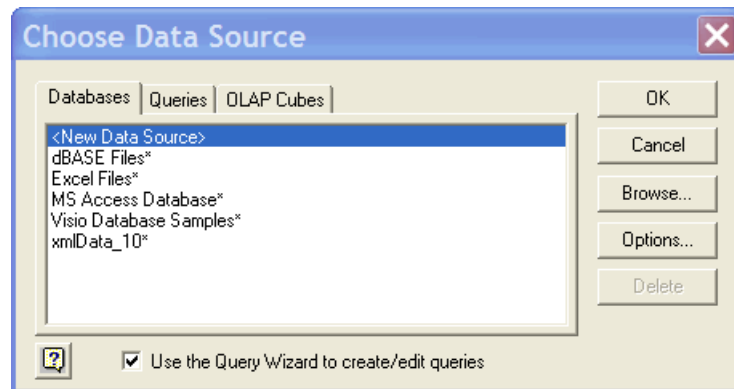 Choose Data Source
Databases Queries OLAP Cubes
<New Data Source>
dBASE Files*
Excel Files*
MS Access Database*
Visio Database Samples*
xmlData_10*
OK
Cancel
Browse...
Options...
Delete
?
Use the Query Wizard to create/edit queries